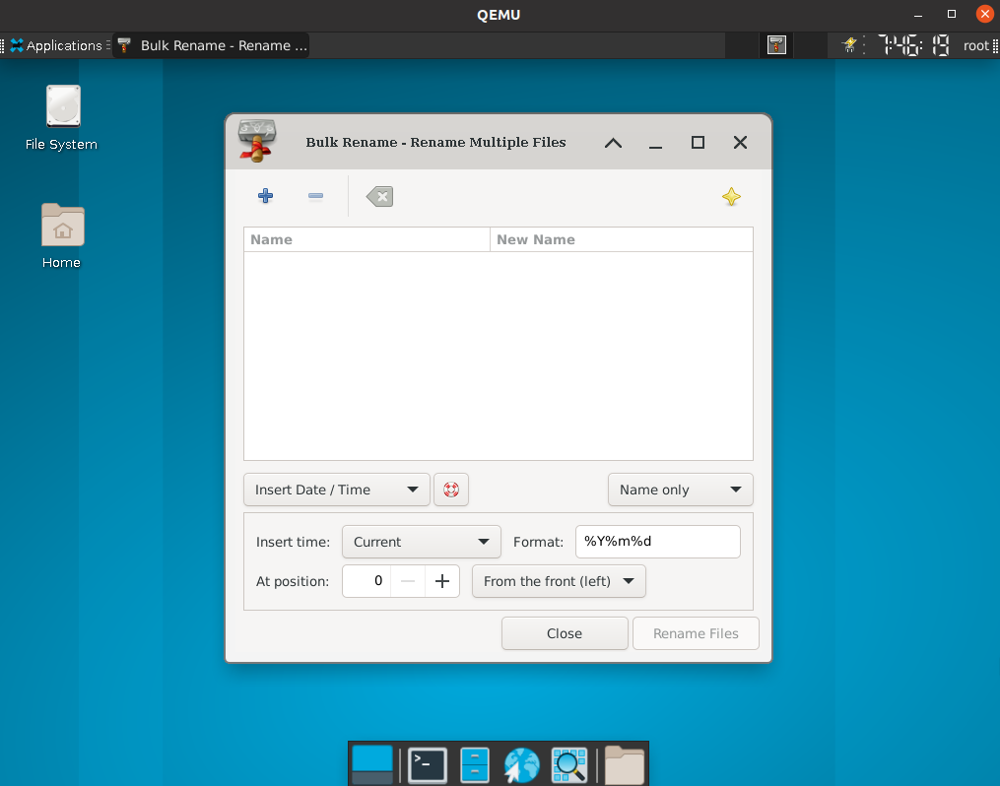 QEMU
Applications
Bulk Rename - Rename ...
7:46:19
root
File System
Home
Bulk Rename - Rename Multiple Files
Name
New Name
Insert Date / Time
Name only
Insert time:
Current
Format:
%Y%m%d
At position:
0
From the front (left)
Close
Rename Files